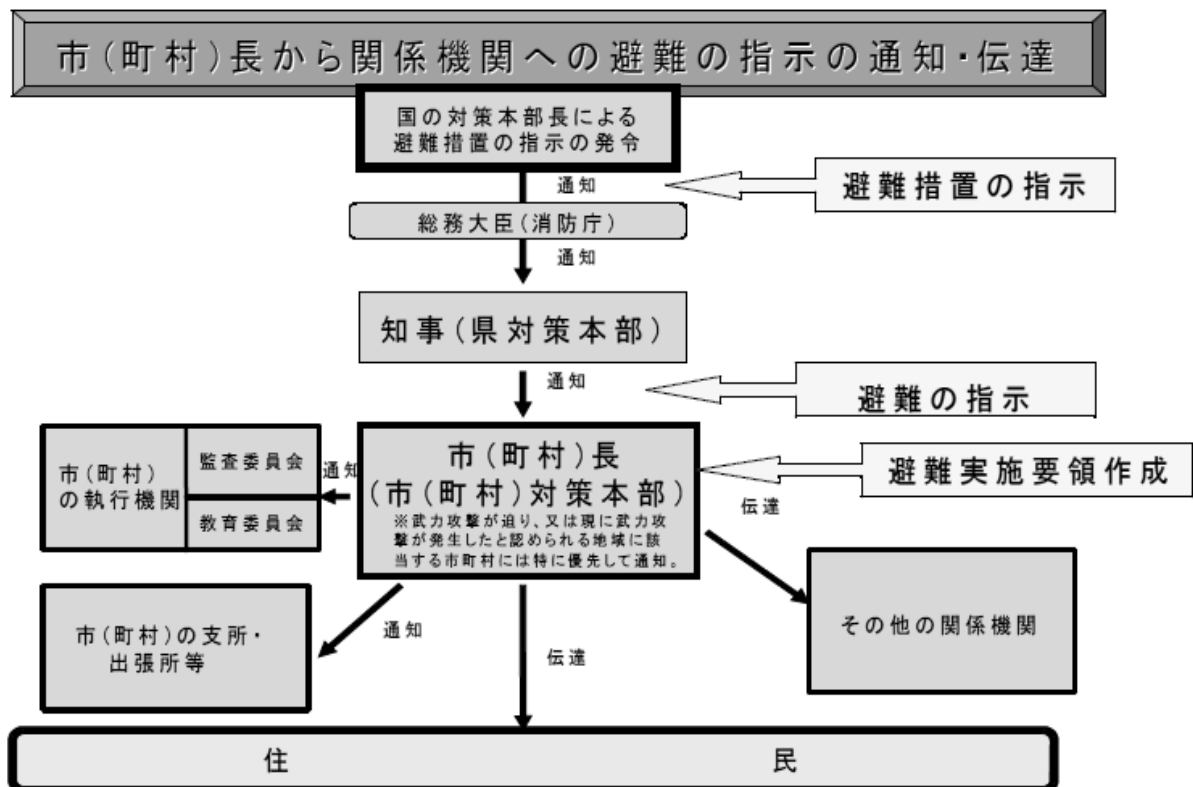 市(町村)長から関係機関への避難の指示の通知・伝達
国の対策本部長による
避難措置の指示の発令
通知
避難措置の指示
総務大臣(消防庁)
通知
知事(県対策本部)
通知
避難の指示
市(町村)
の執行機関
監査委員会
教育委員会
通知
市(町村)長
(市(町村)対策本部)
※武力攻撃が迫り、又は現に武力攻
撃が発生したと認められる地域に該
当する市町村には特に優先して通知。
避難実施要領作成
伝達
市(町村)の支所・
出張所等
通知
伝達
その他の関係機関
住民